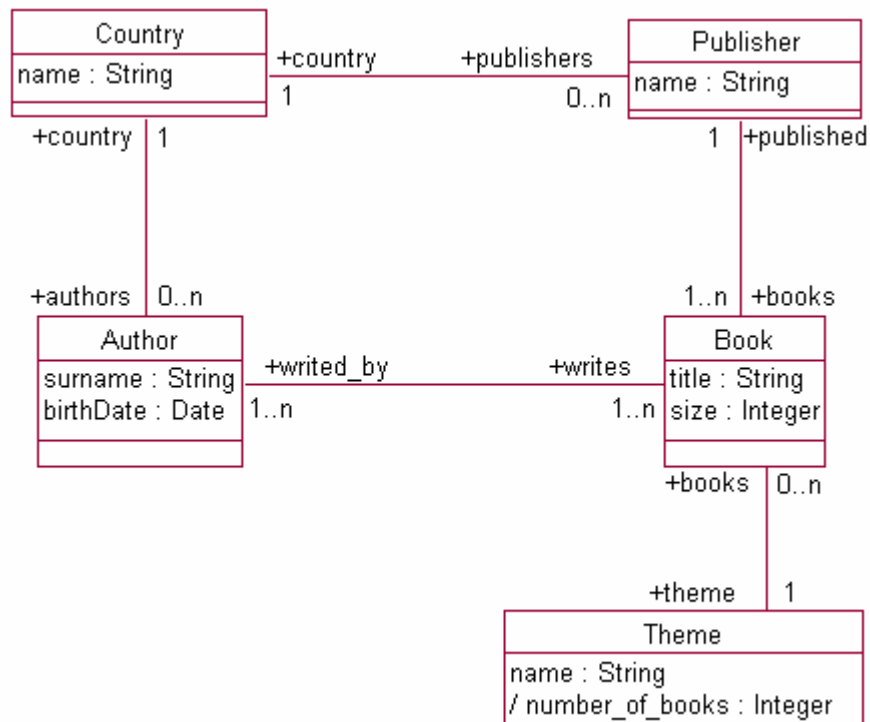 Country
name : String
+country
+publishers
1
0..n
Publisher
name : String
+country
1
1
+published
+authors
0..n
1..n
+books
Author
surname : String
birthDate : Date
+writed_by
+writes
1..n
1..n
Book
title : String
size : Integer
+books
0..n
+theme
1
Theme
name : String
/ number_of_books : Integer